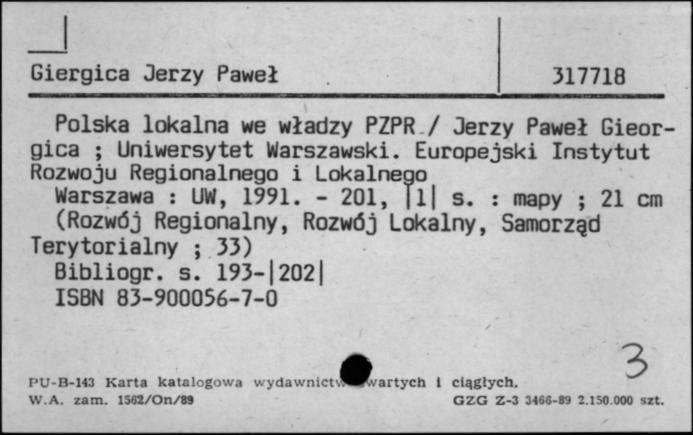 Giergica Jerzy Paweł
317718
Polska lokalna we władzy PZPR / Jerzy Paweł Gieor-
gica ; Uniwersytet Warszawski. Europejski Instytut
Rozwoju Regionalnego i Lokalnego
Warszawa : UW, 1991. - 201, |1| s. : mapy ; 21 cm
(Rozwój Regionalny, Rozwój Lokalny, Samorząd
Terytorialny ; 33)
Bibliogr. s. 193-|202|
ISBN 83-900056-7-0
3
PU-B-143 Karta katalogowa wydawnictw wartych i ciągłych.
W.A. zam. 1562/On/89
GZG Z-3 3466-89 2.150.000 szt.